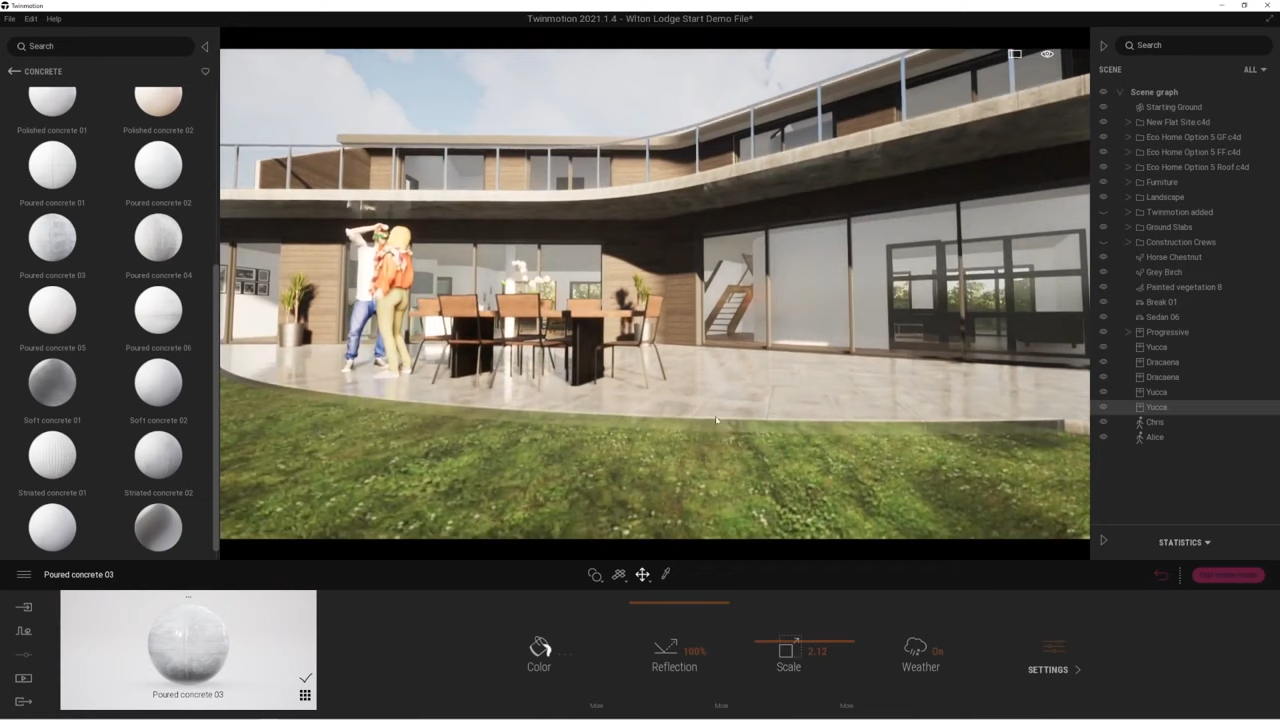 Twinmotion
File Edit Help
Twinmotion 2021.1.4 - Wlton Lodge Start Demo File*
Search
CONCRETE
Polished concrete 01
Polished concrete 02
Poured concrete 01
Poured concrete 02
Poured concrete 03
Poured concrete 04
Poured concrete 05
Poured concrete 06
Soft concrete 01
Soft concrete 02
Striated concrete 01
Striated concrete 02
Search
SCENE
ALL
Scene graph
Starting Ground
New Flat Site.c4d
Eco Home Option 5 GF.c4d
Eco Home Option 5 FF.c4d
Eco Home Option 5 Roof.c4d
Furniture
Landscape
Twinmotion added
Ground Slabs
Construction Crews
Horse Chestnut
Grey Birch
Painted vegetation 8
Break 01
Sedan 06
Progressive
Yucca
Dracaena
Dracaena
Yucca
Yucca
Chris
Alice
STATISTICS
Poured concrete 03
...
Poured concrete 03
Color
...
Reflection
100%
Scale
2.12
Weather
On
SETTINGS
More
More
More